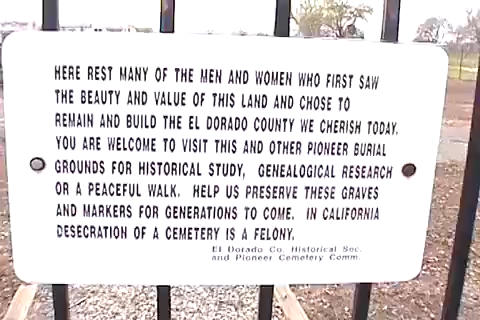 HERE REST MANY OF THE MEN AND WOMEN WHO FIRST SAW
THE BEAUTY AND VALUE OF THIS LAND AND CHOSE TO
REMAIN AND BUILD THE EL DORADO COUNTY WE CHERISH TODAY.
YOU ARE WELCOME TO VISIT THIS AND OTHER PIONEER BURIAL
GROUNDS FOR HISTORICAL STUDY, GENEALOGICAL RESEARCH
OR A PEACEFUL WALK. HELP US PRESERVE THESE GRAVES
AND MARKERS FOR GENERATIONS TO COME. IN CALIFORNIA
DESECRATION OF A CEMETERY IS A FELONY.
El Dorado Co. Historical Soc.
and Pioneer Cemetery Comm.